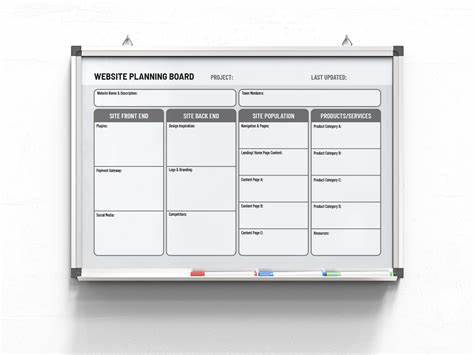 WEBSITE PLANNING BOARD PROJECT: LAST UPDATED:
Website Name & Description: Team Members:
SITE FRONT END SITE BACK END SITE POPULATION PRODUCTS/SERVICES
Plugins: Design Inspiration: Navigation & Pages: Product Category A:
Landing/ Home Page Content: Product Category B:
Payment Gateway: Logo & Branding:
Content Page A: Product Category C:
Content Page B: Product Category D:
Social Media: Competitors:
Content Page C: Resources: